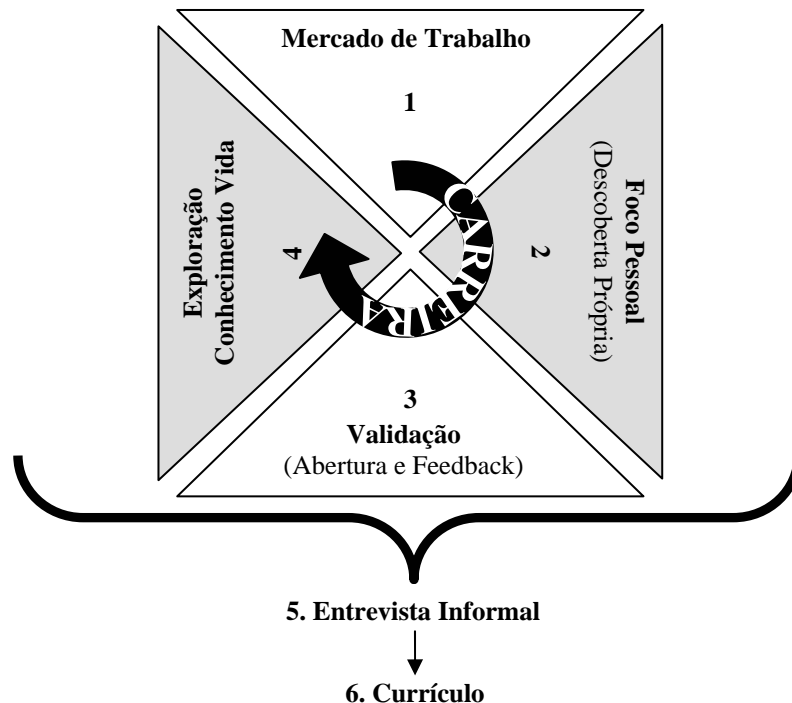 Mercado de Trabalho
1
CARREIRA
Foco Pessoal
(Descoberta Própria)
2
3
Validação
(Abertura e Feedback)
Exploração
Conhecimento Vida
4
5. Entrevista Informal
6. Currículo